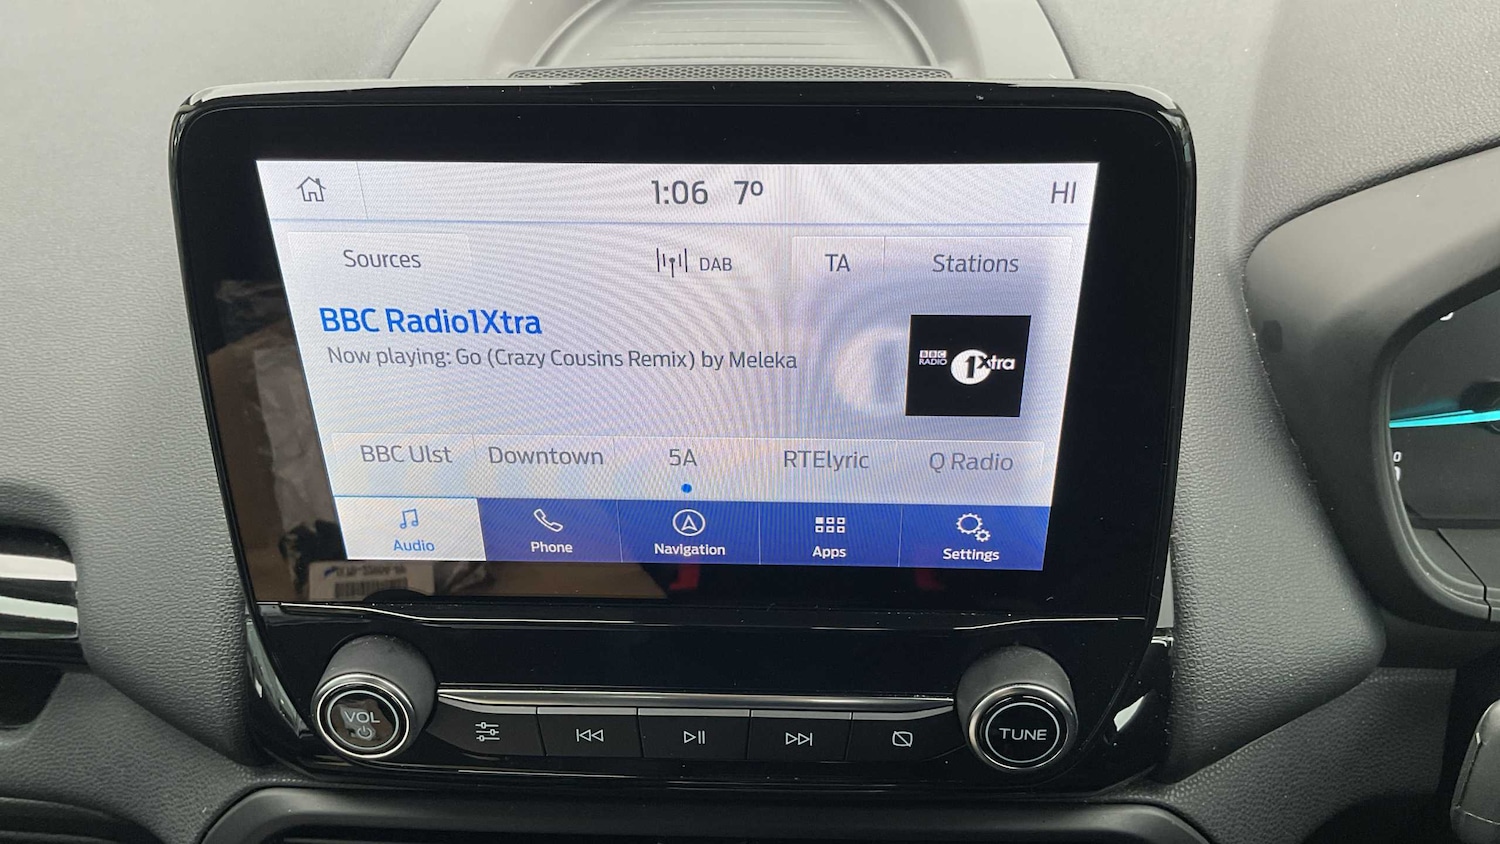 1:06 7º HI
Sources DAB TA Stations
BBC Radio1Xtra
Now playing: Go (Crazy Cousins Remix) by Meleka
BBC RADIO 1Xtra
BBC Ulst Downtown 5A RTElyric Q Radio
Audio Phone Navigation Apps Settings
VOL TUNE